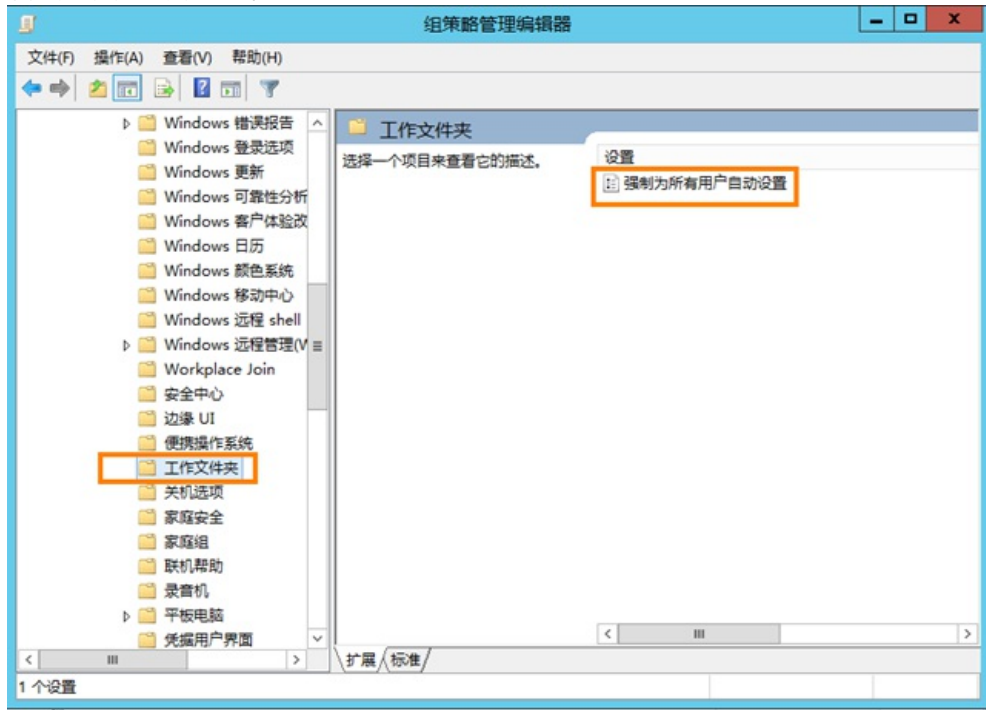 组策略管理编辑器
文件(F) 操作(A) 查看(V) 帮助(H)
Windows 错误报告
Windows 登录选项
Windows 更新
Windows 可靠性分析
Windows 客户体验改
Windows 日历
Windows 颜色系统
Windows 移动中心
Windows 远程 shell
Windows 远程管理(W
Workplace Join
安全中心
边缘 UI
便携操作系统
工作文件夹
关机选项
家庭安全
家庭组
联机帮助
录音机
平板电脑
凭据用户界面
工作文件夹
选择一个项目来查看它的描述。
设置
强制为所有用户自动设置
扩展 标准
1 个设置